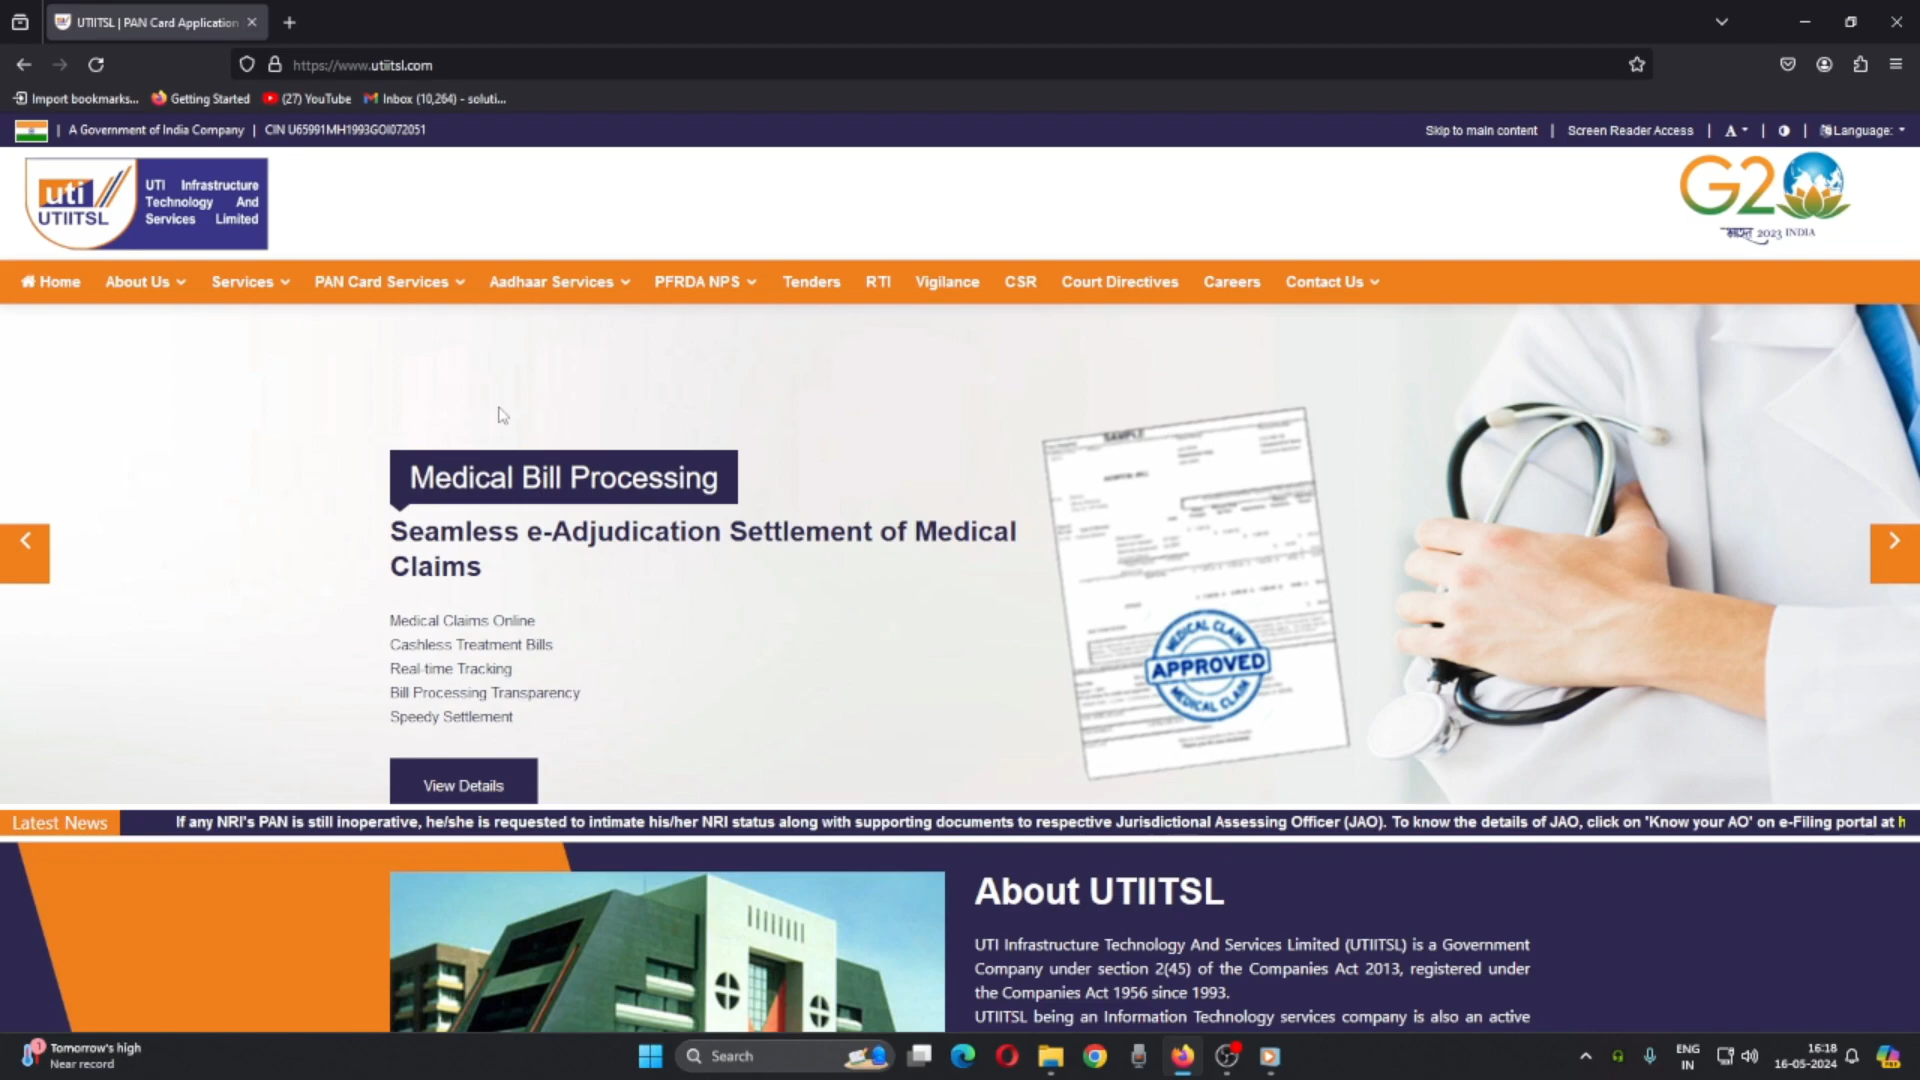 UTIITSL | PAN Card Application
https://www.utiitsl.com
Import bookmarks... Getting Started (27) YouTube Inbox (10,264) - soluti...
| A Government of India Company | CIN U65991MH1993GOI072051
Skip to main content | Screen Reader Access | A | Language:
uti
UTIITSL
UTI Infrastructure
Technology And
Services Limited
G20
भारत 2023 INDIA
Home About Us Services PAN Card Services Aadhaar Services PFRDA NPS Tenders RTI Vigilance CSR Court Directives Careers Contact Us
Medical Bill Processing
Seamless e-Adjudication Settlement of Medical
Claims
Medical Claims Online
Cashless Treatment Bills
Real-time Tracking
Bill Processing Transparency
Speedy Settlement
View Details
SAMPLE
MEDICAL CLAIM
APPROVED
MEDICAL CLAIM
Latest News
If any NRI's PAN is still inoperative, he/she is requested to intimate his/her NRI status along with supporting documents to respective Jurisdictional Assessing Officer (JAO). To know the details of JAO, click on 'Know your AO' on e-Filing portal at h
About UTIITSL
UTI Infrastructure Technology And Services Limited (UTIITSL) is a Government
Company under section 2(45) of the Companies Act 2013, registered under
the Companies Act 1956 since 1993.
UTIITSL being an Information Technology services company is also an active
1
Tomorrow's high
Near record
Search
ENG
IN
16:18
16-05-2024